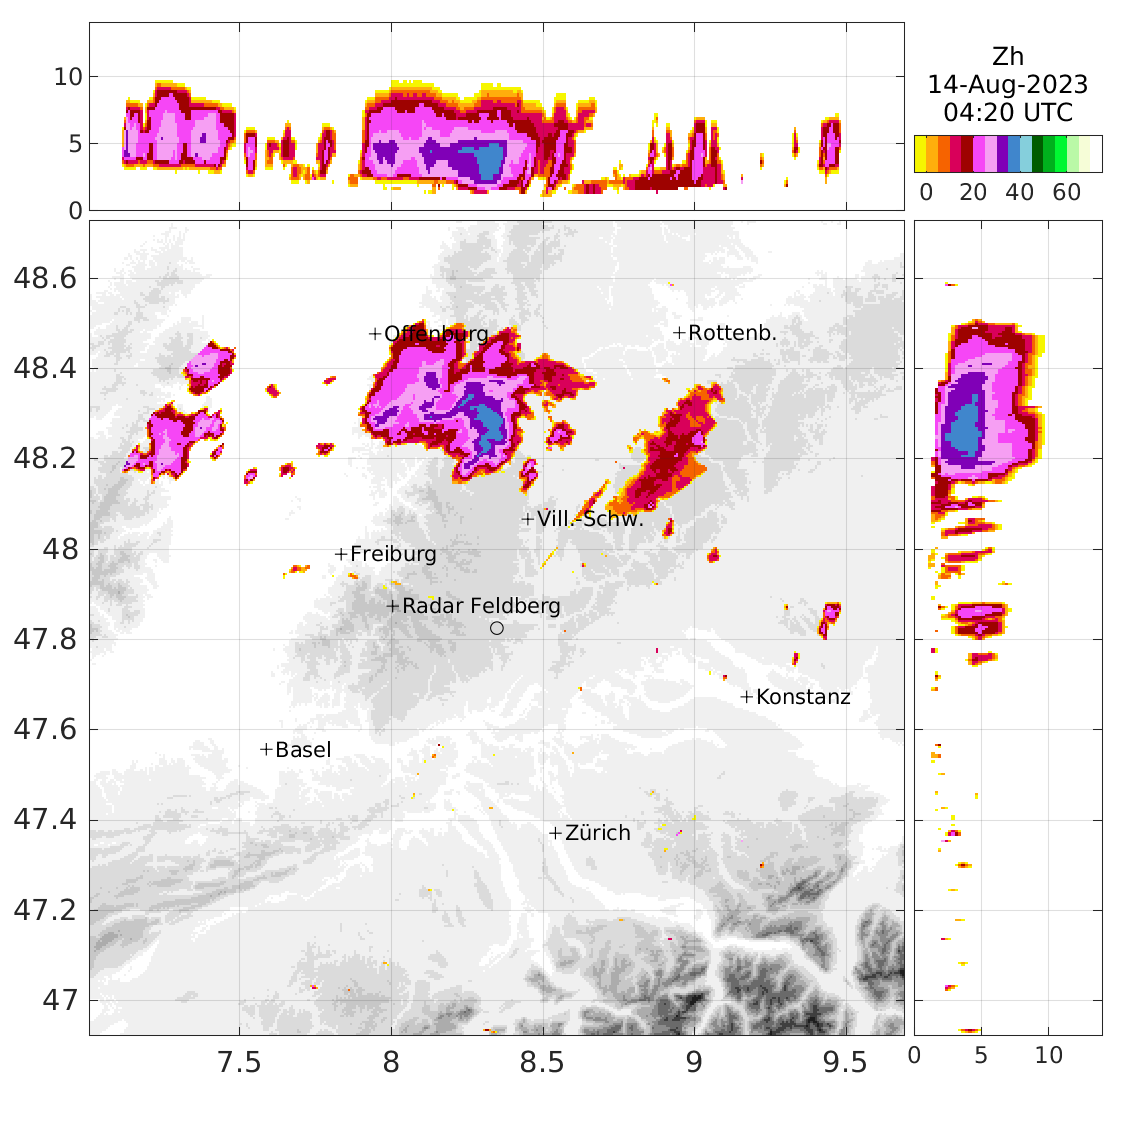 10
5
0
Zh
14-Aug-2023
04:20 UTC
0 20 40 60
48.6
48.4
48.2
48
47.8
47.6
47.4
47.2
47
+Offenburg
+Rottenb.
+Vill.-Schw.
+Freiburg
+Radar Feldberg
+Konstanz
+Basel
+Zürich
7.5 8 8.5 9 9.5
0 5 10